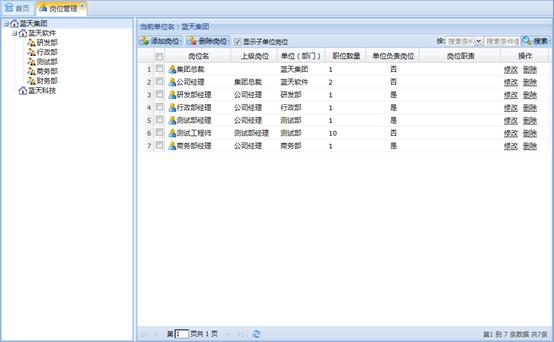 首页 岗位管理
蓝天集团
蓝天软件
研发部
行政部
测试部
商务部
财务部
蓝天科技
当前单位名：蓝天集团
添加岗位 删除岗位 显示子单位岗位 按: 搜索条件 搜索条件值 搜索
岗位名 上级岗位 单位（部门） 职位数量 单位负责岗位 岗位职责 操作
1 集团总裁 蓝天集团 1 否 修改 删除
2 公司经理 集团总裁 蓝天软件 2 否 修改 删除
3 研发部经理 公司经理 研发部 1 是 修改 删除
4 行政部经理 公司经理 行政部 1 是 修改 删除
5 测试部经理 公司经理 测试部 1 是 修改 删除
6 测试工程师 测试部经理 测试部 10 否 修改 删除
7 商务部经理 公司经理 商务部 1 是 修改 删除
第 1 页共 1 页 第1 到 7 条数据 共7条